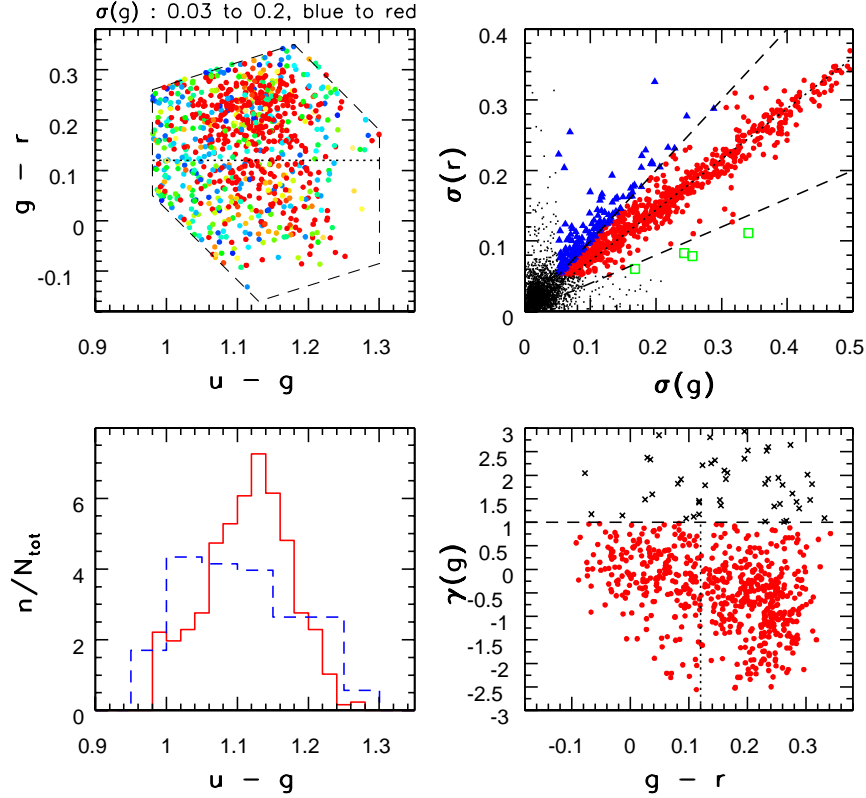 σ(g) : 0.03 to 0.2, blue to red
0.3
0.2
0.1
0
-0.1
g - r
0.9 1 1.1 1.2 1.3
u - g
0.4
0.3
0.2
0.1
0
σ(r)
0 0.1 0.2 0.3 0.4 0.5
σ(g)
6
4
2
0
n/N_tot
0.9 1 1.1 1.2 1.3
u - g
3
2.5
2
1.5
1
0.5
0
-0.5
-1
-1.5
-2
-2.5
-3
γ(g)
-0.1 0 0.1 0.2 0.3
g - r